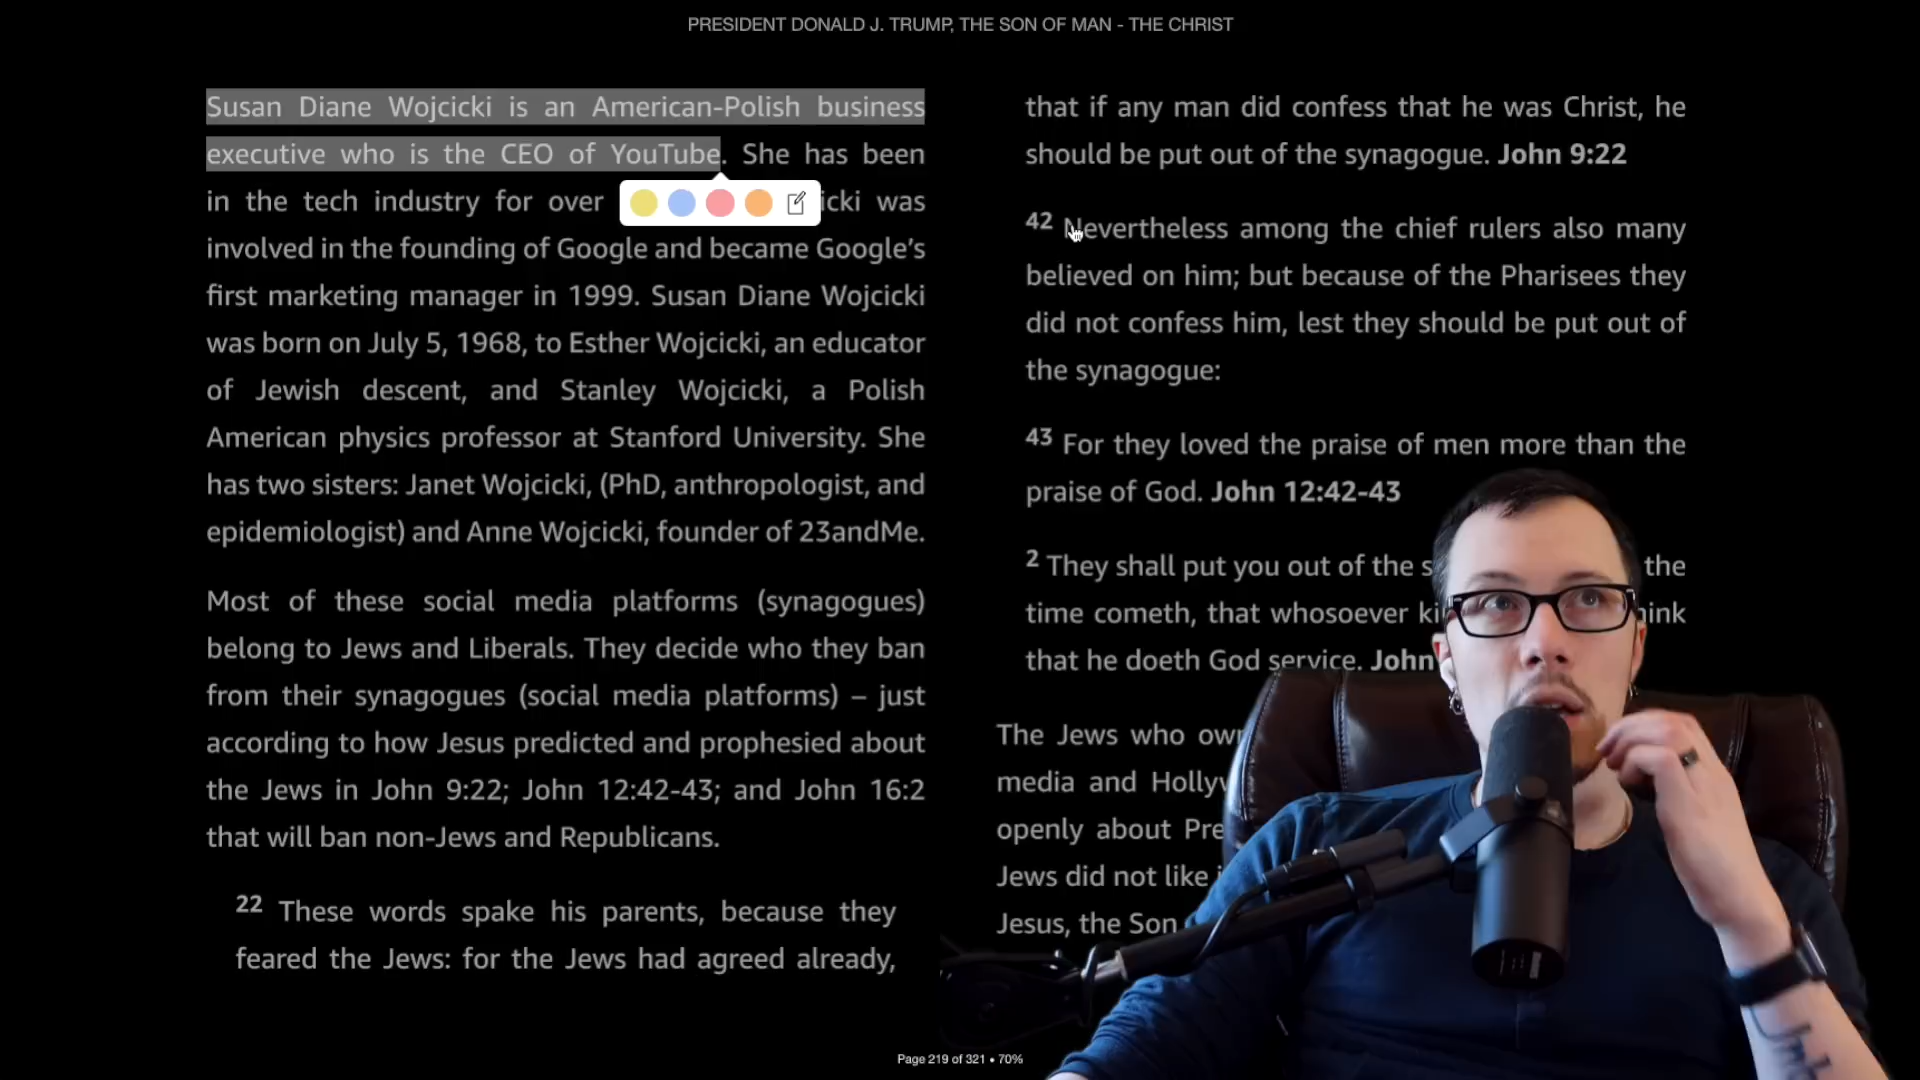 PRESIDENT DONALD J. TRUMP, THE SON OF MAN - THE CHRIST
Susan Diane Wojcicki is an American-Polish business
executive who is the CEO of YouTube. She has been
in the tech industry for over icki was
involved in the founding of Google and became Google's
first marketing manager in 1999. Susan Diane Wojcicki
was born on July 5, 1968, to Esther Wojcicki, an educator
of Jewish descent, and Stanley Wojcicki, a Polish
American physics professor at Stanford University. She
has two sisters: Janet Wojcicki, (PhD, anthropologist, and
epidemiologist) and Anne Wojcicki, founder of 23andMe.
Most of these social media platforms (synagogues)
belong to Jews and Liberals. They decide who they ban
from their synagogues (social media platforms) – just
according to how Jesus predicted and prophesied about
the Jews in John 9:22; John 12:42-43; and John 16:2
that will ban non-Jews and Republicans.
22 These words spake his parents, because they
feared the Jews: for the Jews had agreed already,
that if any man did confess that he was Christ, he
should be put out of the synagogue. John 9:22
42 Nevertheless among the chief rulers also many
believed on him; but because of the Pharisees they
did not confess him, lest they should be put out of
the synagogue:
43 For they loved the praise of men more than the
praise of God. John 12:42-43
2 They shall put you out of the the
time cometh, that whosoever
that he doeth God service. John
The Jews who
media and
openly about
Jews did not like
Jesus, the Son
Page 219 of 321 • 70%